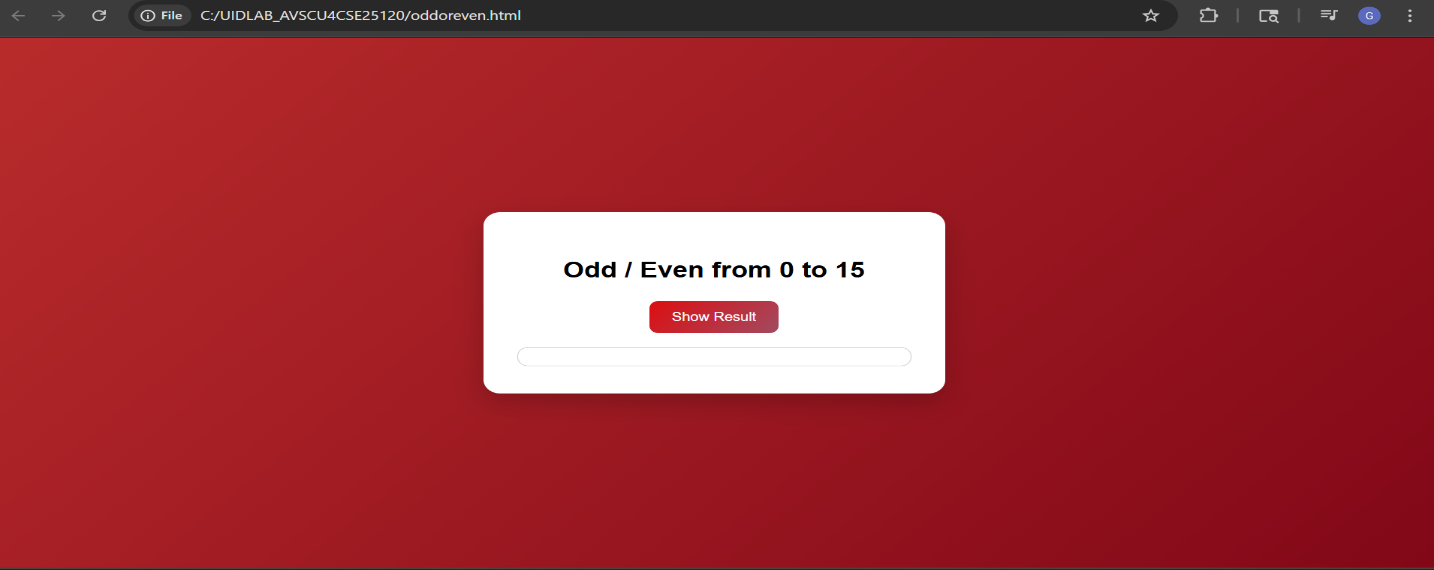 File C:/UIDLAB_AVSCU4CSE25120/oddoreven.html
G
Odd / Even from 0 to 15
Show Result